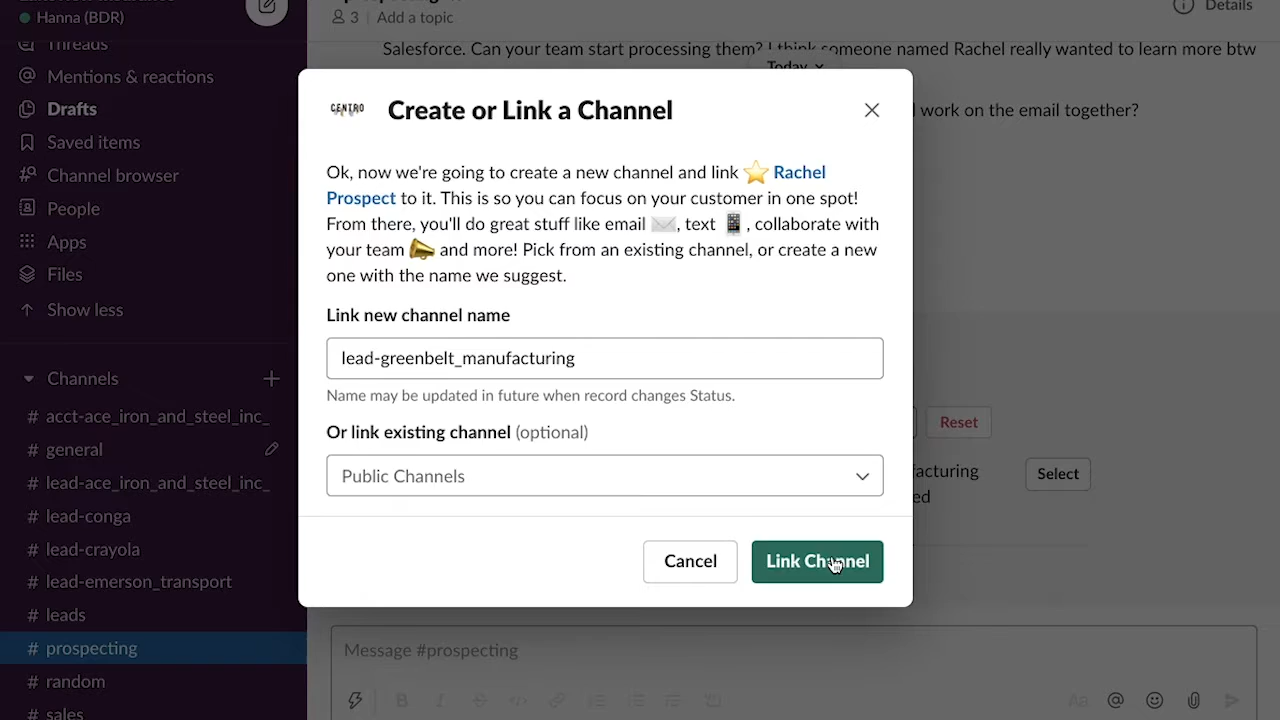 Hanna (BDR)
3 | Add a topic
Details
Threads
Mentions & reactions
Drafts
Saved items
Channel browser
People
Apps
Files
Show less
Channels
# acct-ace_iron_and_steel_inc_
# general
# lead-ace_iron_and_steel_inc_
# lead-conga
# lead-crayola
# lead-emerson_transport
# leads
# prospecting
# random
# sales
Salesforce. Can your team start processing them? I think someone named Rachel really wanted to learn more btw
Today
work on the email together?
CENTRO
Create or Link a Channel
Ok, now we're going to create a new channel and link ⭐ Rachel
Prospect to it. This is so you can focus on your customer in one spot!
From there, you'll do great stuff like email ✉️, text 📱, collaborate with
your team 📣 and more! Pick from an existing channel, or create a new
one with the name we suggest.
Link new channel name
lead-greenbelt_manufacturing
Name may be updated in future when record changes Status.
Or link existing channel (optional)
Public Channels
Cancel
Link Channel
Reset
acturing
ed
Select
Message #prospecting
Aa